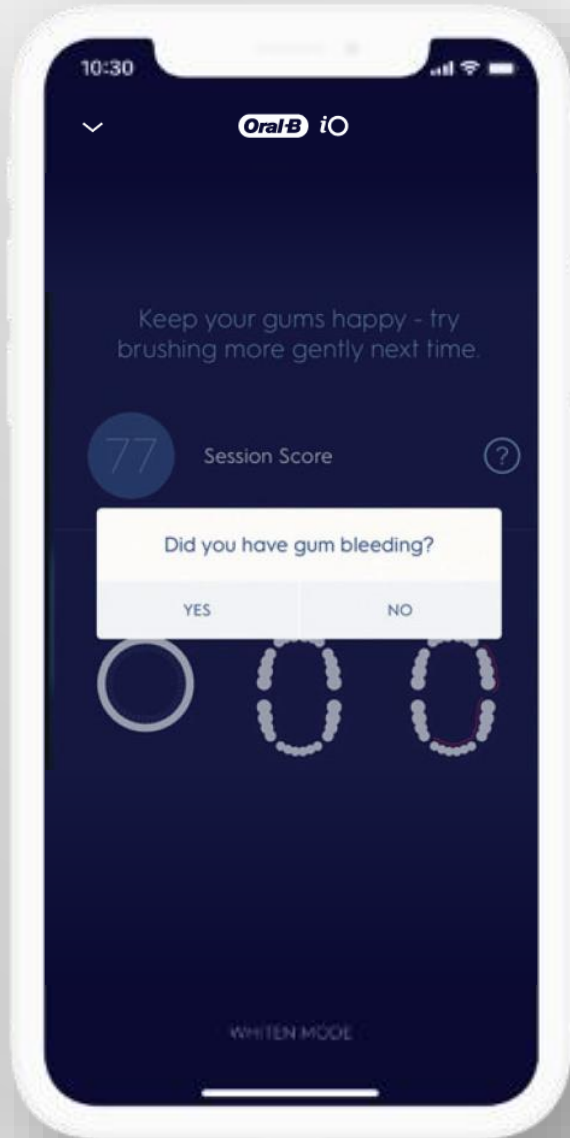 10:30
Oral-B iO
Keep your gums happy - try
brushing more gently next time.
77
Session Score
?
Did you have gum bleeding?
YES
NO
WHITEN MODE